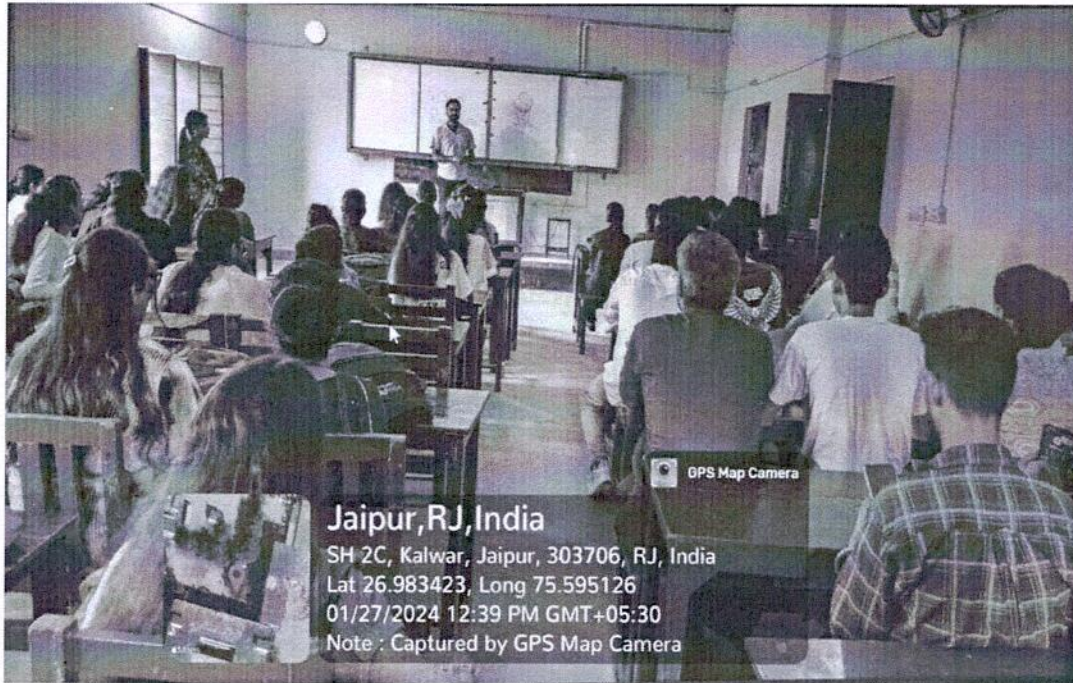 GPS Map Camera
Jaipur,RJ,India
SH 2C, Kalwar, Jaipur, 303706, RJ, India
Lat 26.983423, Long 75.595126
01/27/2024 12:39 PM GMT+05:30
Note : Captured by GPS Map Camera